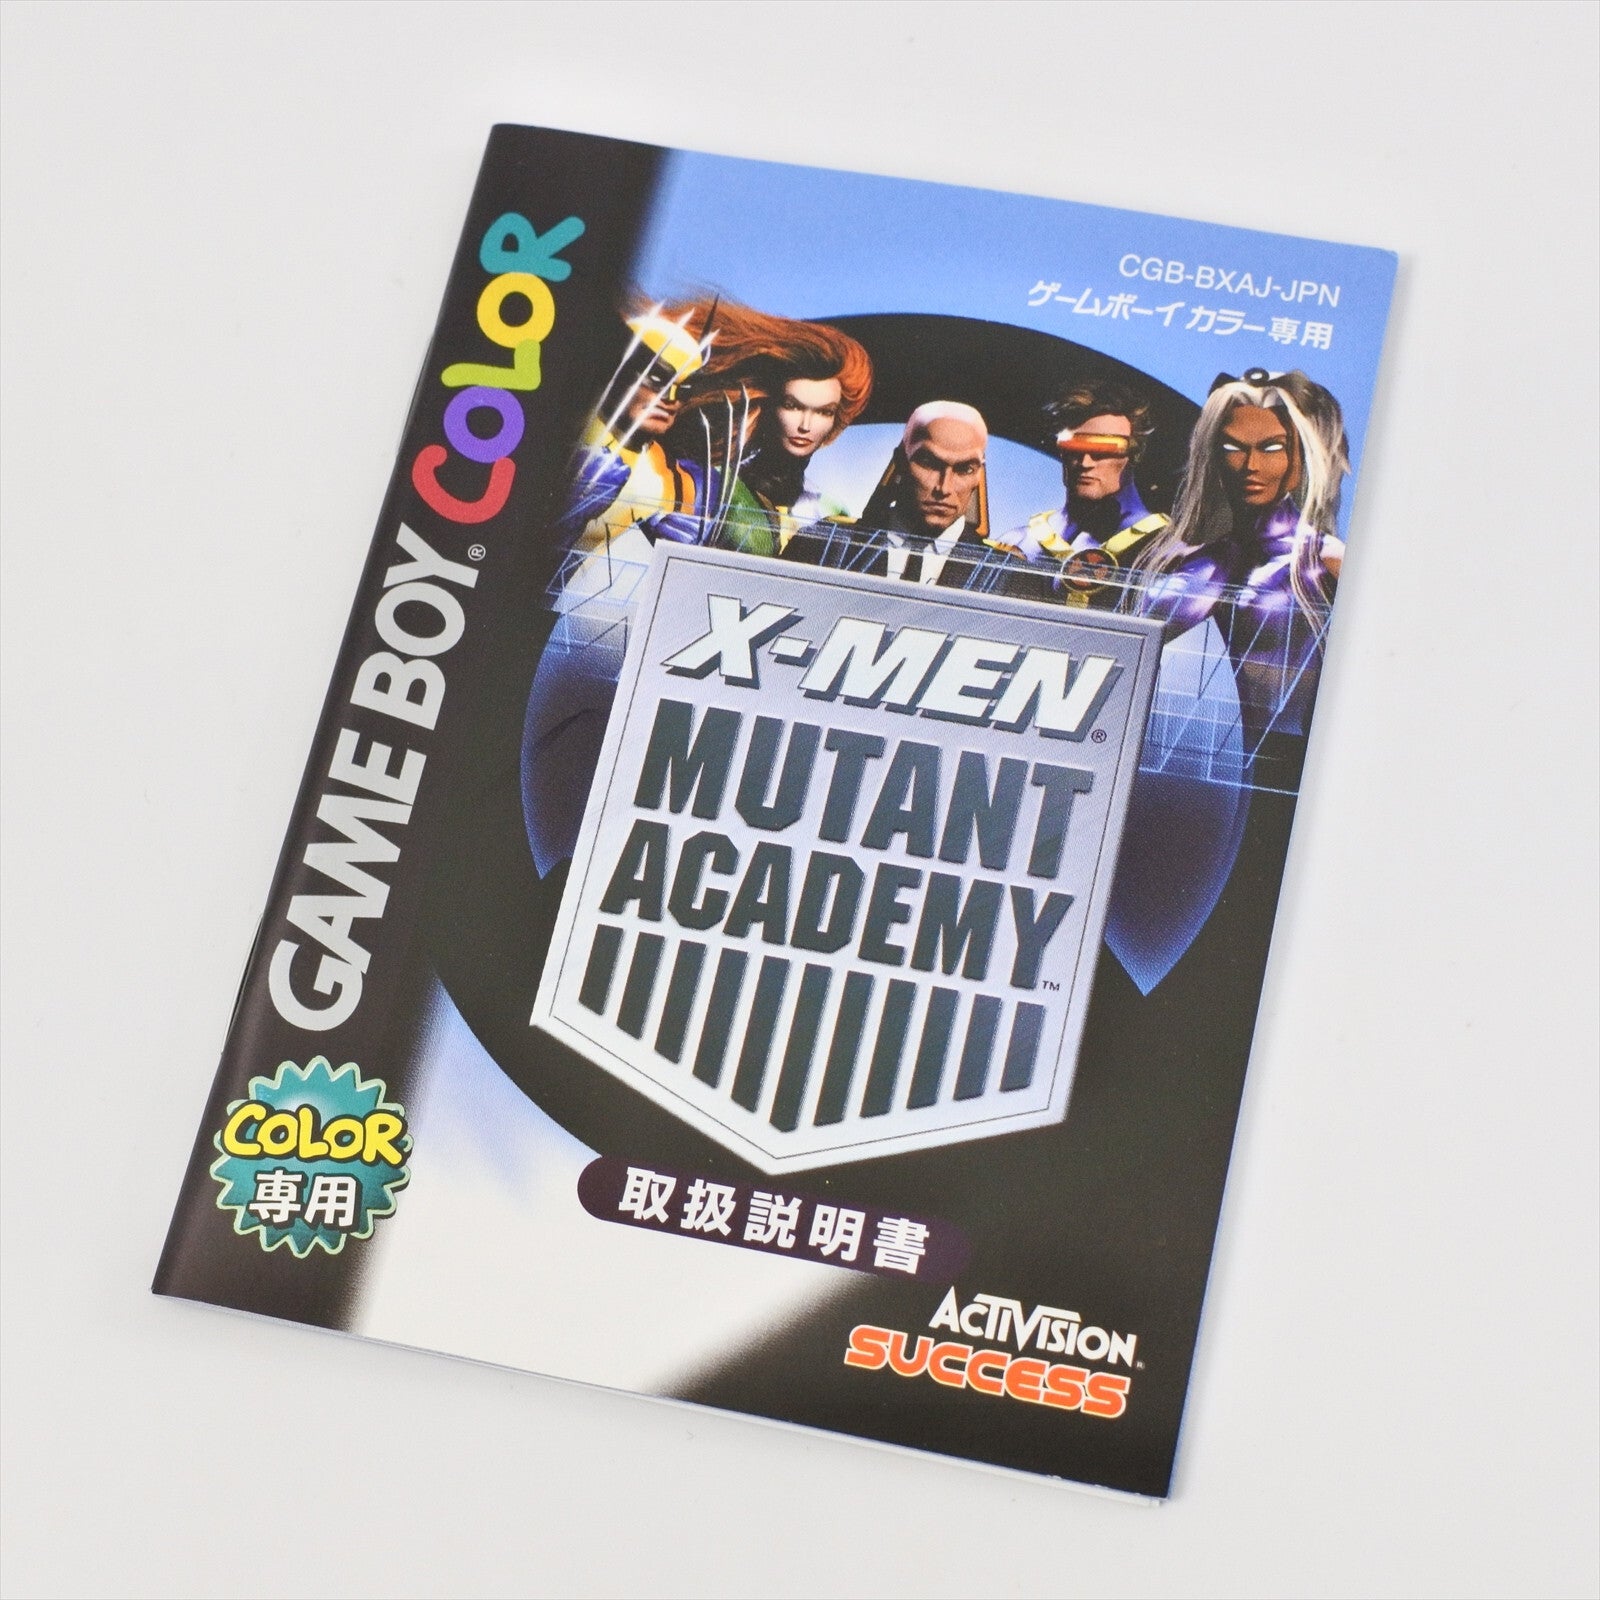 CGB-BXAJ-JPN
ゲームボーイ カラー専用
GAME BOY® COLOR
X-MEN®
MUTANT
ACADEMY™
COLOR
専用
取扱説明書
ACTIVISION®
SUCCESS